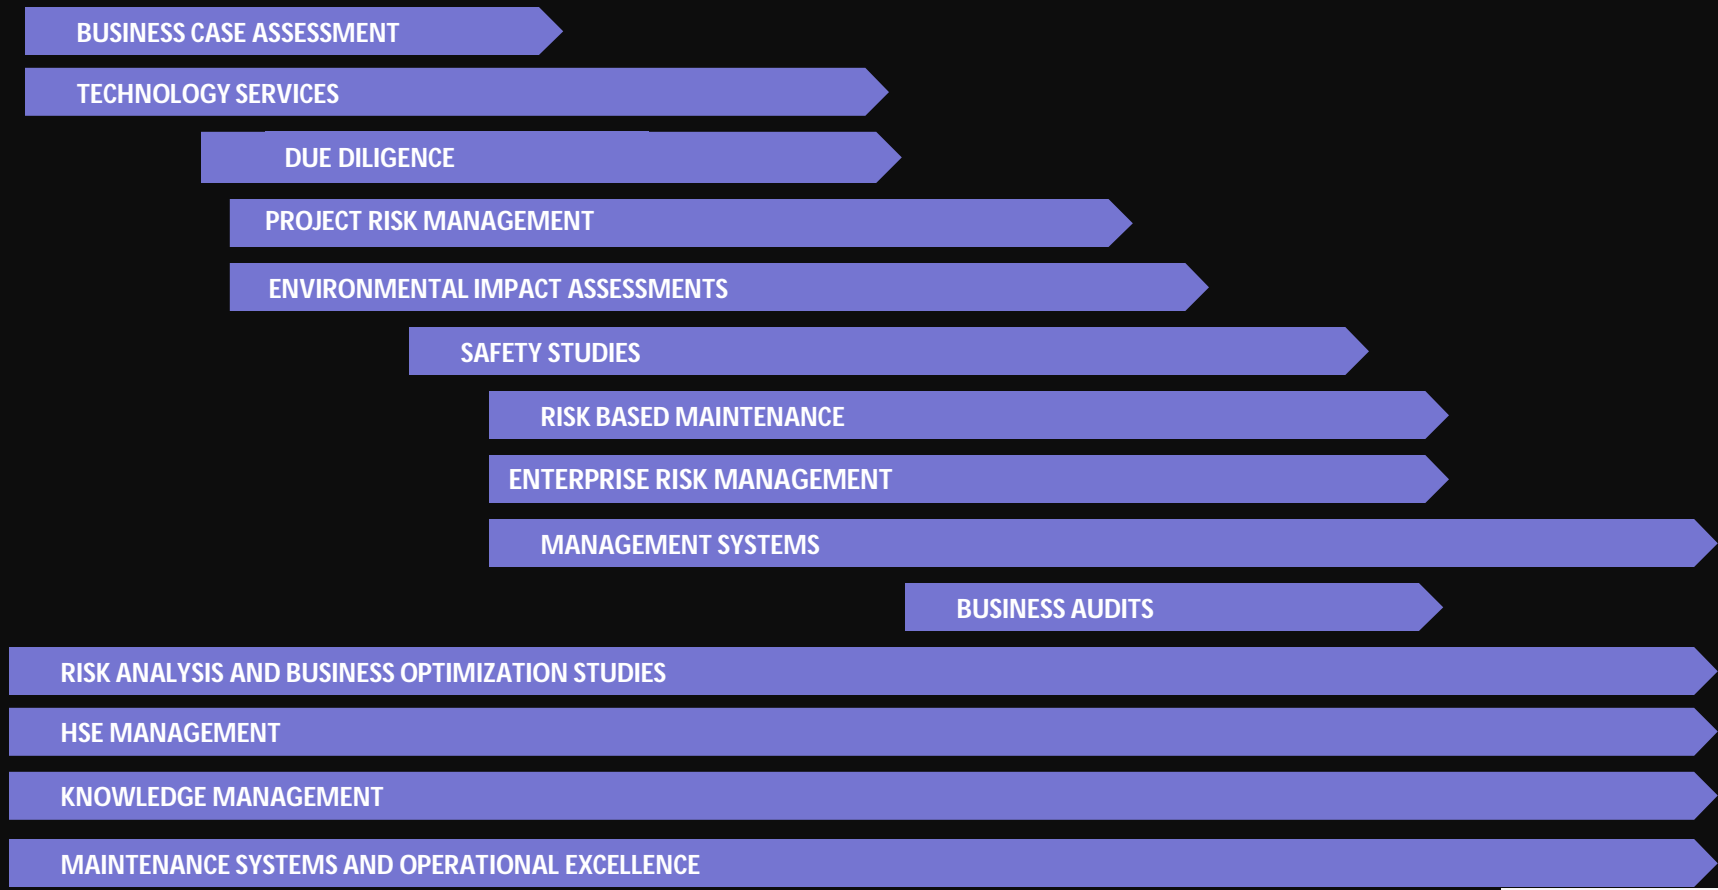 BUSINESS CASE ASSESSMENT
TECHNOLOGY SERVICES
DUE DILIGENCE
PROJECT RISK MANAGEMENT
ENVIRONMENTAL IMPACT ASSESSMENTS
SAFETY STUDIES
RISK BASED MAINTENANCE
ENTERPRISE RISK MANAGEMENT
MANAGEMENT SYSTEMS
BUSINESS AUDITS
RISK ANALYSIS AND BUSINESS OPTIMIZATION STUDIES
HSE MANAGEMENT
KNOWLEDGE MANAGEMENT
MAINTENANCE SYSTEMS AND OPERATIONAL EXCELLENCE